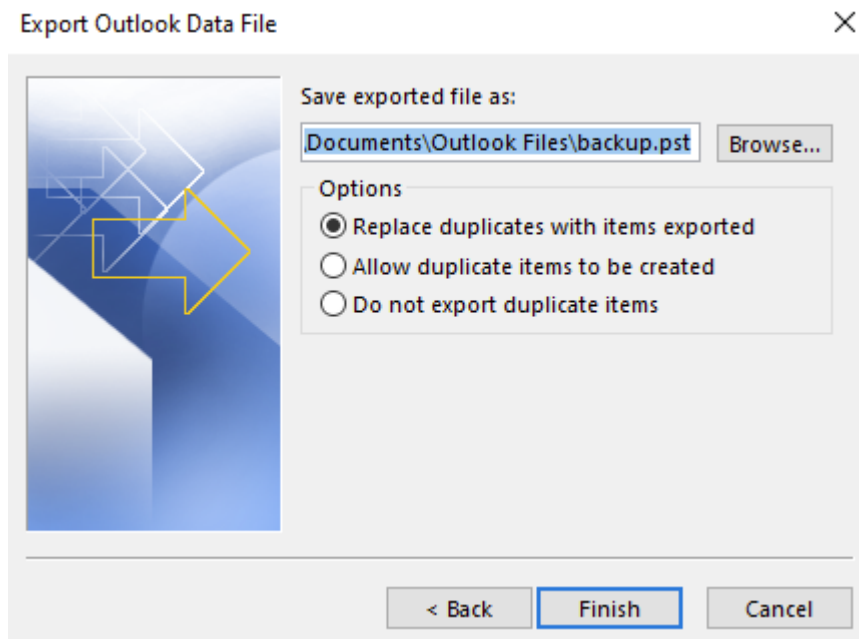 Export Outlook Data File
Save exported file as:
\Documents\Outlook Files\backup.pst
Browse...
Options
Replace duplicates with items exported
Allow duplicate items to be created
Do not export duplicate items
< Back
Finish
Cancel